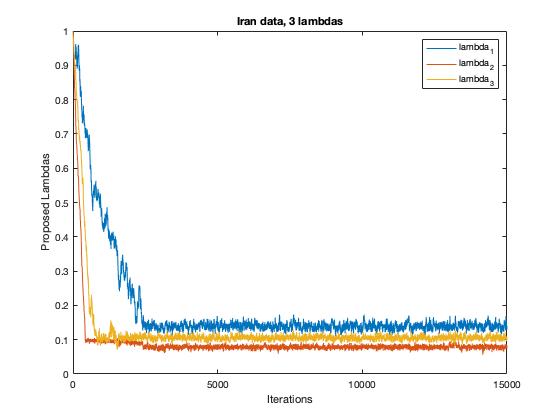 Iran data, 3 lambdas
lambda1
lambda2
lambda3
Proposed Lambdas
1
0.9
0.8
0.7
0.6
0.5
0.4
0.3
0.2
0.1
0
0 5000 10000 15000
Iterations